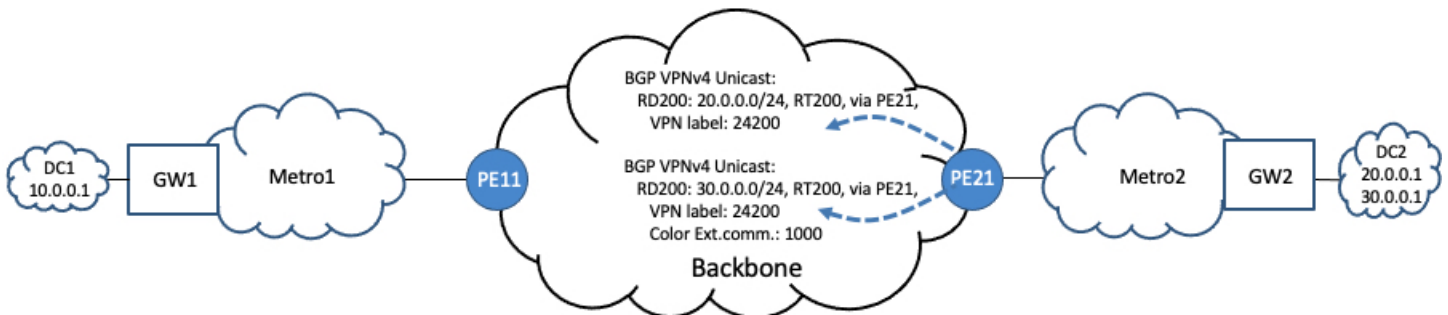 DC1
10.0.0.1
GW1
Metro1
PE11
BGP VPNv4 Unicast:
RD200: 20.0.0.0/24, RT200, via PE21,
VPN label: 24200
BGP VPNv4 Unicast:
RD200: 30.0.0.0/24, RT200, via PE21,
VPN label: 24200
Color Ext.comm.: 1000
Backbone
PE21
Metro2
GW2
DC2
20.0.0.1
30.0.0.1